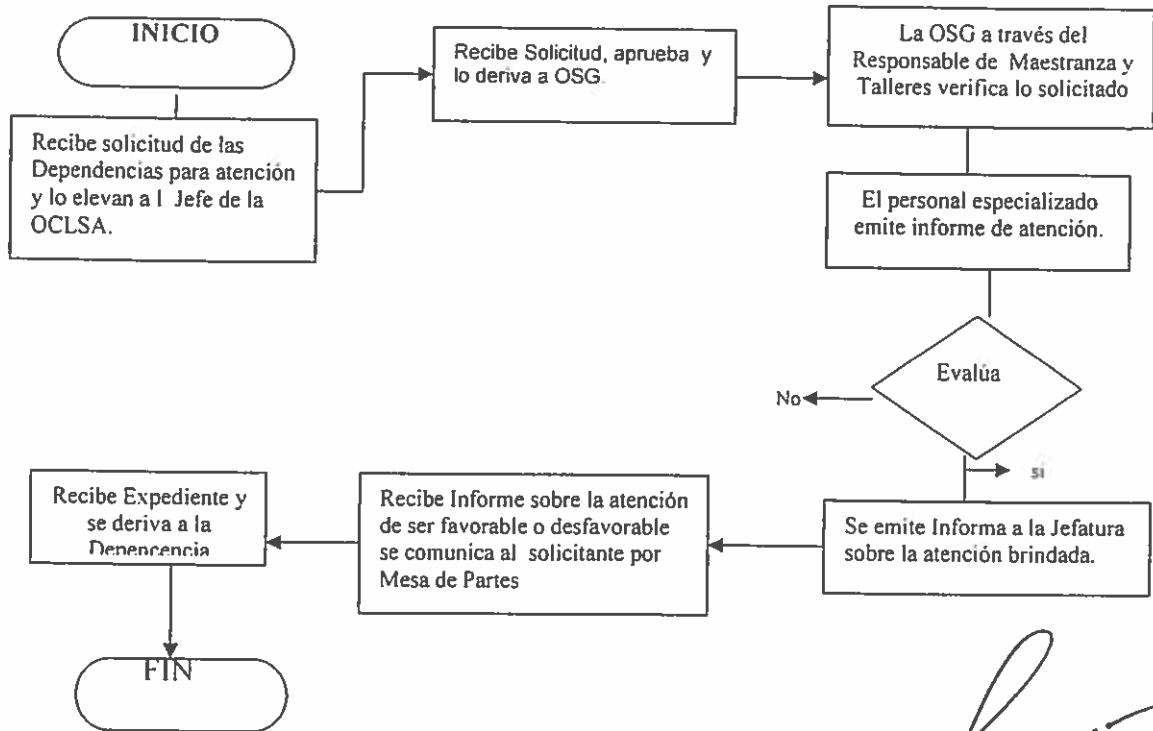 INICIO
Recibe solicitud de las
Dependencias para atención
y lo elevan a l Jefe de la
OCLSA.
Recibe Solicitud, aprueba y
lo deriva a OSG.
La OSG a través del
Responsable de Maestranza y
Talleres verifica lo solicitado
El personal especializado
emite informe de atención.
Evalúa
No
si
Se emite Informa a la Jefatura
sobre la atención brindada.
Recibe Informe sobre la atención
de ser favorable o desfavorable
se comunica al solicitante por
Mesa de Partes
Recibe Expediente y
se deriva a la
Depencencia
FIN